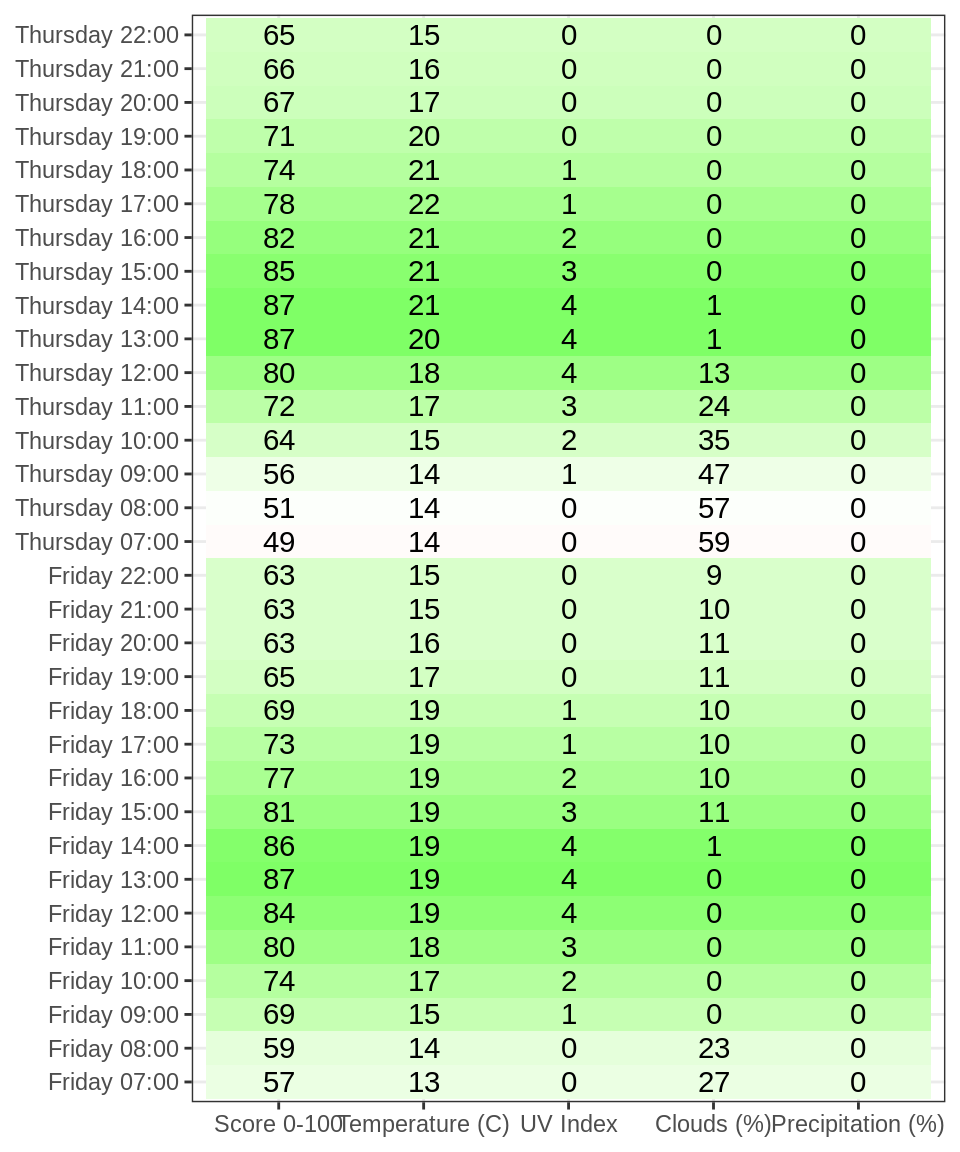 Thursday 22:00 65 15 0 0 0
Thursday 21:00 66 16 0 0 0
Thursday 20:00 67 17 0 0 0
Thursday 19:00 71 20 0 0 0
Thursday 18:00 74 21 1 0 0
Thursday 17:00 78 22 1 0 0
Thursday 16:00 82 21 2 0 0
Thursday 15:00 85 21 3 0 0
Thursday 14:00 87 21 4 1 0
Thursday 13:00 87 20 4 1 0
Thursday 12:00 80 18 4 13 0
Thursday 11:00 72 17 3 24 0
Thursday 10:00 64 15 2 35 0
Thursday 09:00 56 14 1 47 0
Thursday 08:00 51 14 0 57 0
Thursday 07:00 49 14 0 59 0
Friday 22:00 63 15 0 9 0
Friday 21:00 63 15 0 10 0
Friday 20:00 63 16 0 11 0
Friday 19:00 65 17 0 11 0
Friday 18:00 69 19 1 10 0
Friday 17:00 73 19 1 10 0
Friday 16:00 77 19 2 10 0
Friday 15:00 81 19 3 11 0
Friday 14:00 86 19 4 1 0
Friday 13:00 87 19 4 0 0
Friday 12:00 84 19 4 0 0
Friday 11:00 80 18 3 0 0
Friday 10:00 74 17 2 0 0
Friday 09:00 69 15 1 0 0
Friday 08:00 59 14 0 23 0
Friday 07:00 57 13 0 27 0
Score 0-100 Temperature (C) UV Index Clouds (%) Precipitation (%)